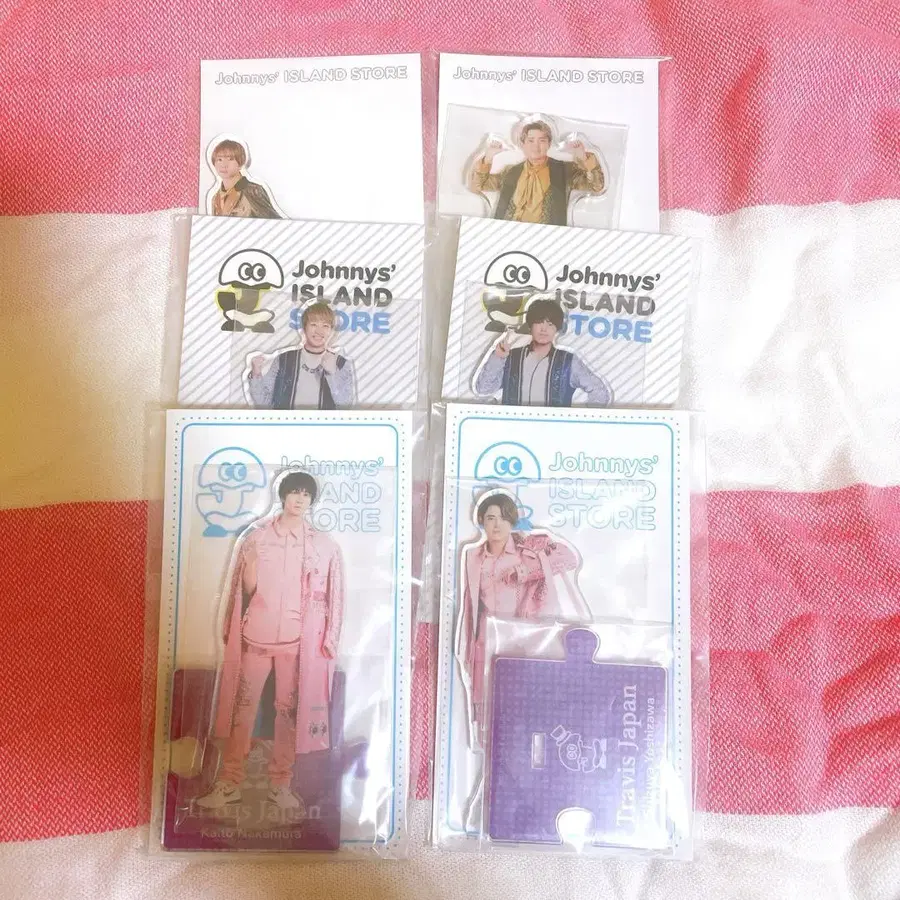 Johnnys' ISLAND STORE
Johnnys' ISLAND STORE
Johnnys'
ISLAND
STORE
Johnnys'
ISLAND
STORE
Johnnys'
ISLAND
STORE
Johnnys'
ISLAND
STORE
Travis Japan
Kaito Nakamura
Travis Japan
Yoshizawa